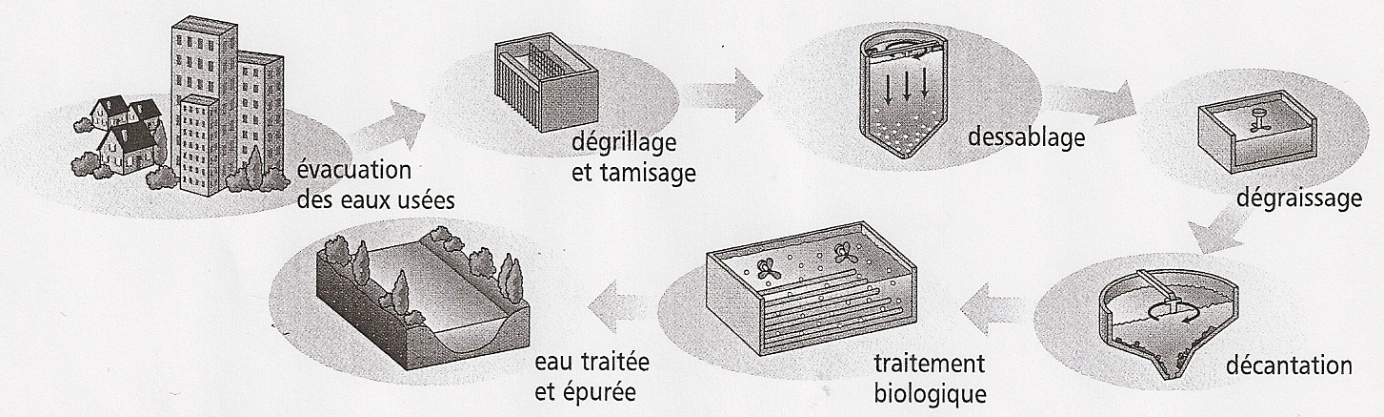 évacuation
des eaux usées
dégrillage
et tamisage
dessablage
dégraissage
décantation
traitement
biologique
eau traitée
et épurée